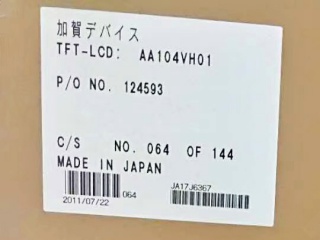 加賀デバイス
TFT-LCD: AA104VH01
P/O NO. 124593
C/S NO. 064 OF 144
MADE IN JAPAN
JA17J6367
064
2011/07/22